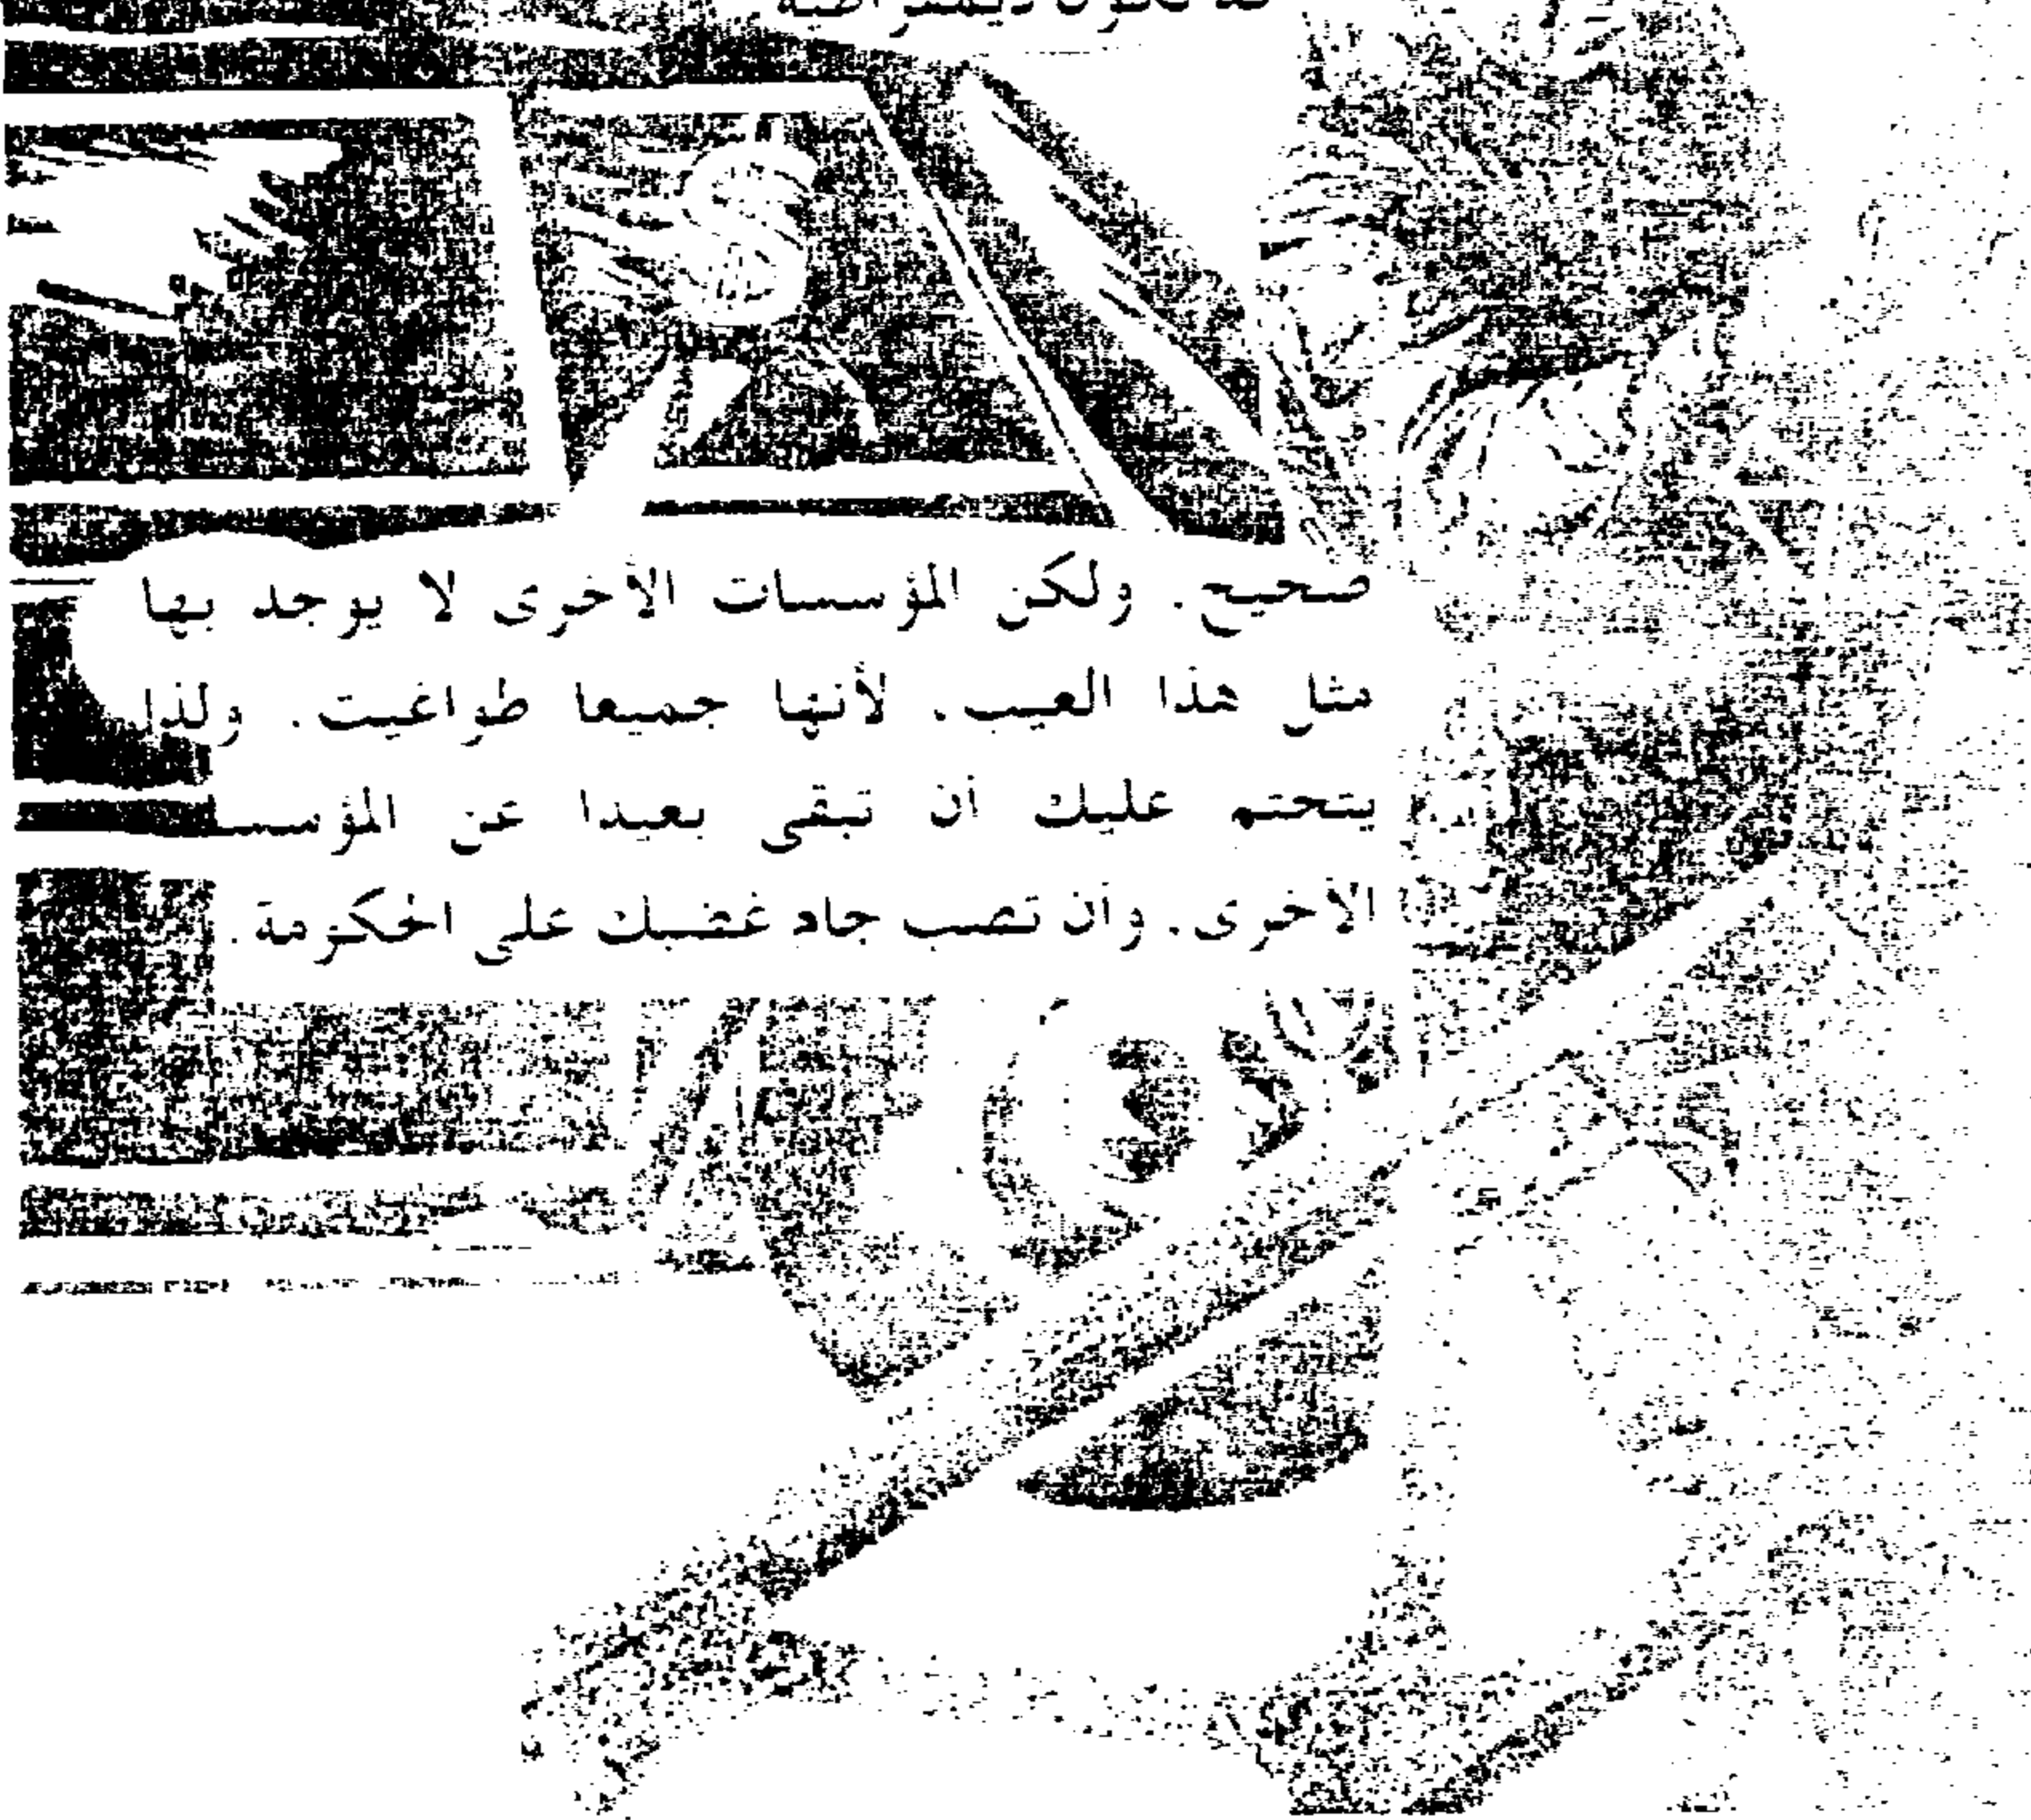 صحيح. ولكن المؤسسات الأخرى لا يوجد بها
مثل هذا العيب. لأنها جميعا طواغيت. ولذا
يتحتم عليك أن تبقى بعيدا عن
الأخرى. وأن تصب جام غضبك على الحكومة.